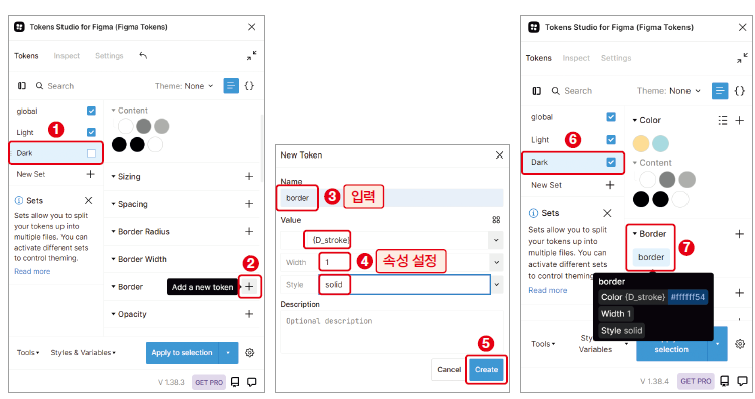 Tokens Studio for Figma (Figma Tokens)
Tokens
Inspect
Settings
Search
Theme: None
global
Light
1
Dark
New Set
Sets
Sets allow you to split
your tokens up into
multiple files. You can
activate different sets
to control theming.
Read more
Content
Sizing
Spacing
Border Radius
Border Width
2
Border
Add a new token
Opacity
Tools
Styles & Variables
Apply to selection
V 1.38.3
GET PRO
New Token
Name
border
3 입력
Value
{D_stroke}
Width
1
4 속성 설정
Style
solid
Description
Optional description
5
Cancel
Create
Tokens Studio for Figma (Figma Tokens)
Tokens
Inspect
Settings
Search
Theme: None
global
Light
6
Dark
New Set
Sets
Sets allow you to split
your tokens up into
multiple files. You can
activate different sets
to control theming.
Read more
Color
Content
Border
7
border
border
Color {D_stroke} #ffffff54
Width 1
Style solid
Tools
Variables
selection
V 1.38.4
GET PRO